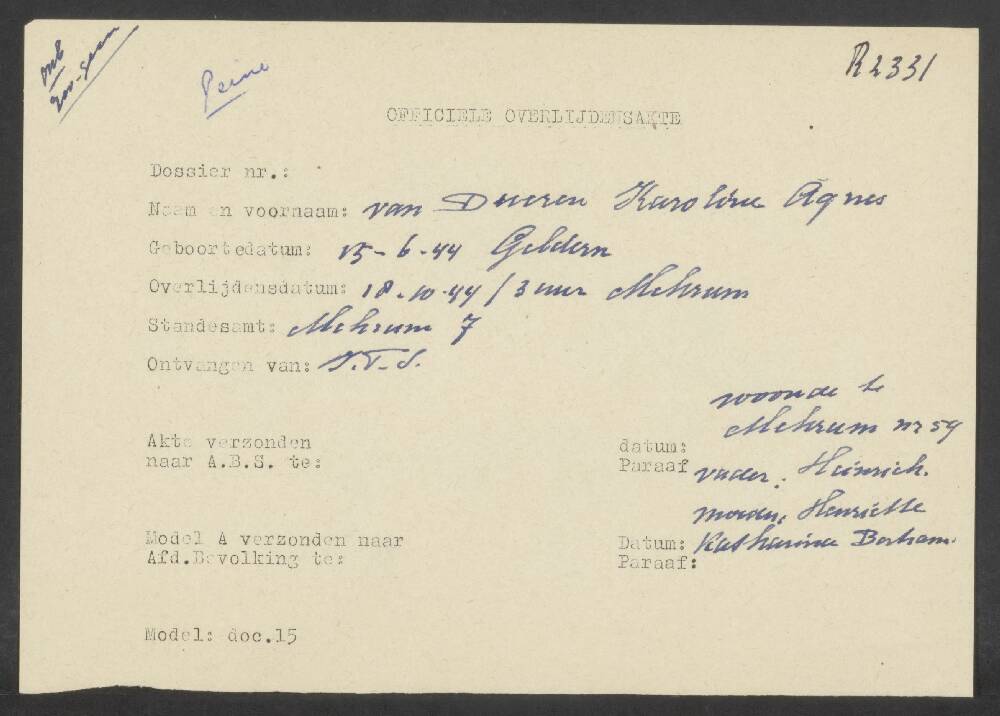 Peine
R2331
OFFICIELE OVERLIJDENSAKTE
Dossier nr.:
Naam en voornaam: van Dueren Karoline Agnes
Geboortedatum: 15-6-44 Geldern
Overlijdensdatum: 18-10-44 / 3 uur Mehrum
Standesamt: Mehrum 7
Ontvangen van: I.T.S.
woonde te
Mehrum nr 59
Akte verzonden
naar A.B.S. te:
datum:
Paraaf
vader: Heinrich.
moeder, Henriette
Katharina
Model A verzonden naar
Afd.Bevolking te:
Datum:
Paraaf:
Model: doc.15